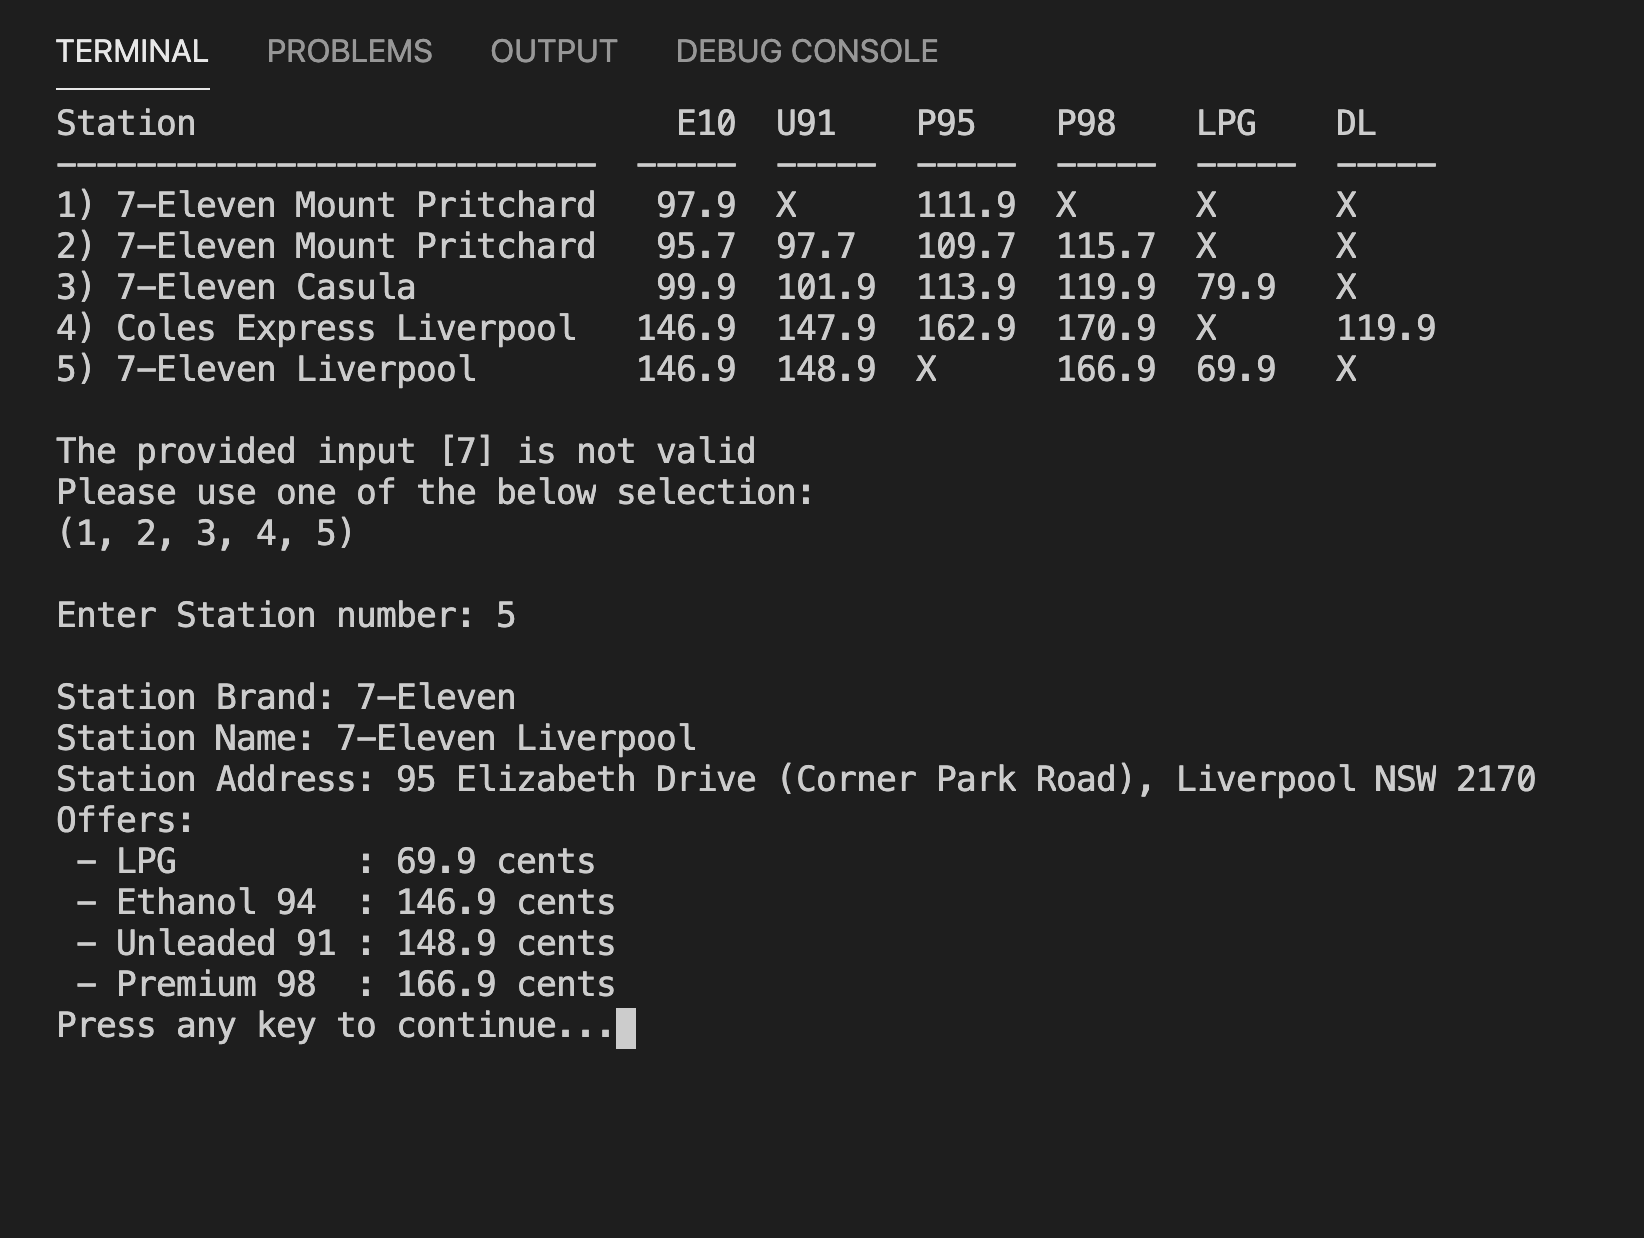 TERMINAL PROBLEMS OUTPUT DEBUG CONSOLE
Station                        E10  U91    P95    P98    LPG    DL
---------------------------  -----  -----  -----  -----  -----  -----
1) 7-Eleven Mount Pritchard   97.9  X      111.9  X      X      X
2) 7-Eleven Mount Pritchard   95.7  97.7   109.7  115.7  X      X
3) 7-Eleven Casula            99.9  101.9  113.9  119.9  79.9   X
4) Coles Express Liverpool   146.9  147.9  162.9  170.9  X      119.9
5) 7-Eleven Liverpool        146.9  148.9  X      166.9  69.9   X
The provided input [7] is not valid
Please use one of the below selection:
(1, 2, 3, 4, 5)
Enter Station number: 5
Station Brand: 7-Eleven
Station Name: 7-Eleven Liverpool
Station Address: 95 Elizabeth Drive (Corner Park Road), Liverpool NSW 2170
Offers:
 - LPG         : 69.9 cents
 - Ethanol 94  : 146.9 cents
 - Unleaded 91 : 148.9 cents
 - Premium 98  : 166.9 cents
Press any key to continue...